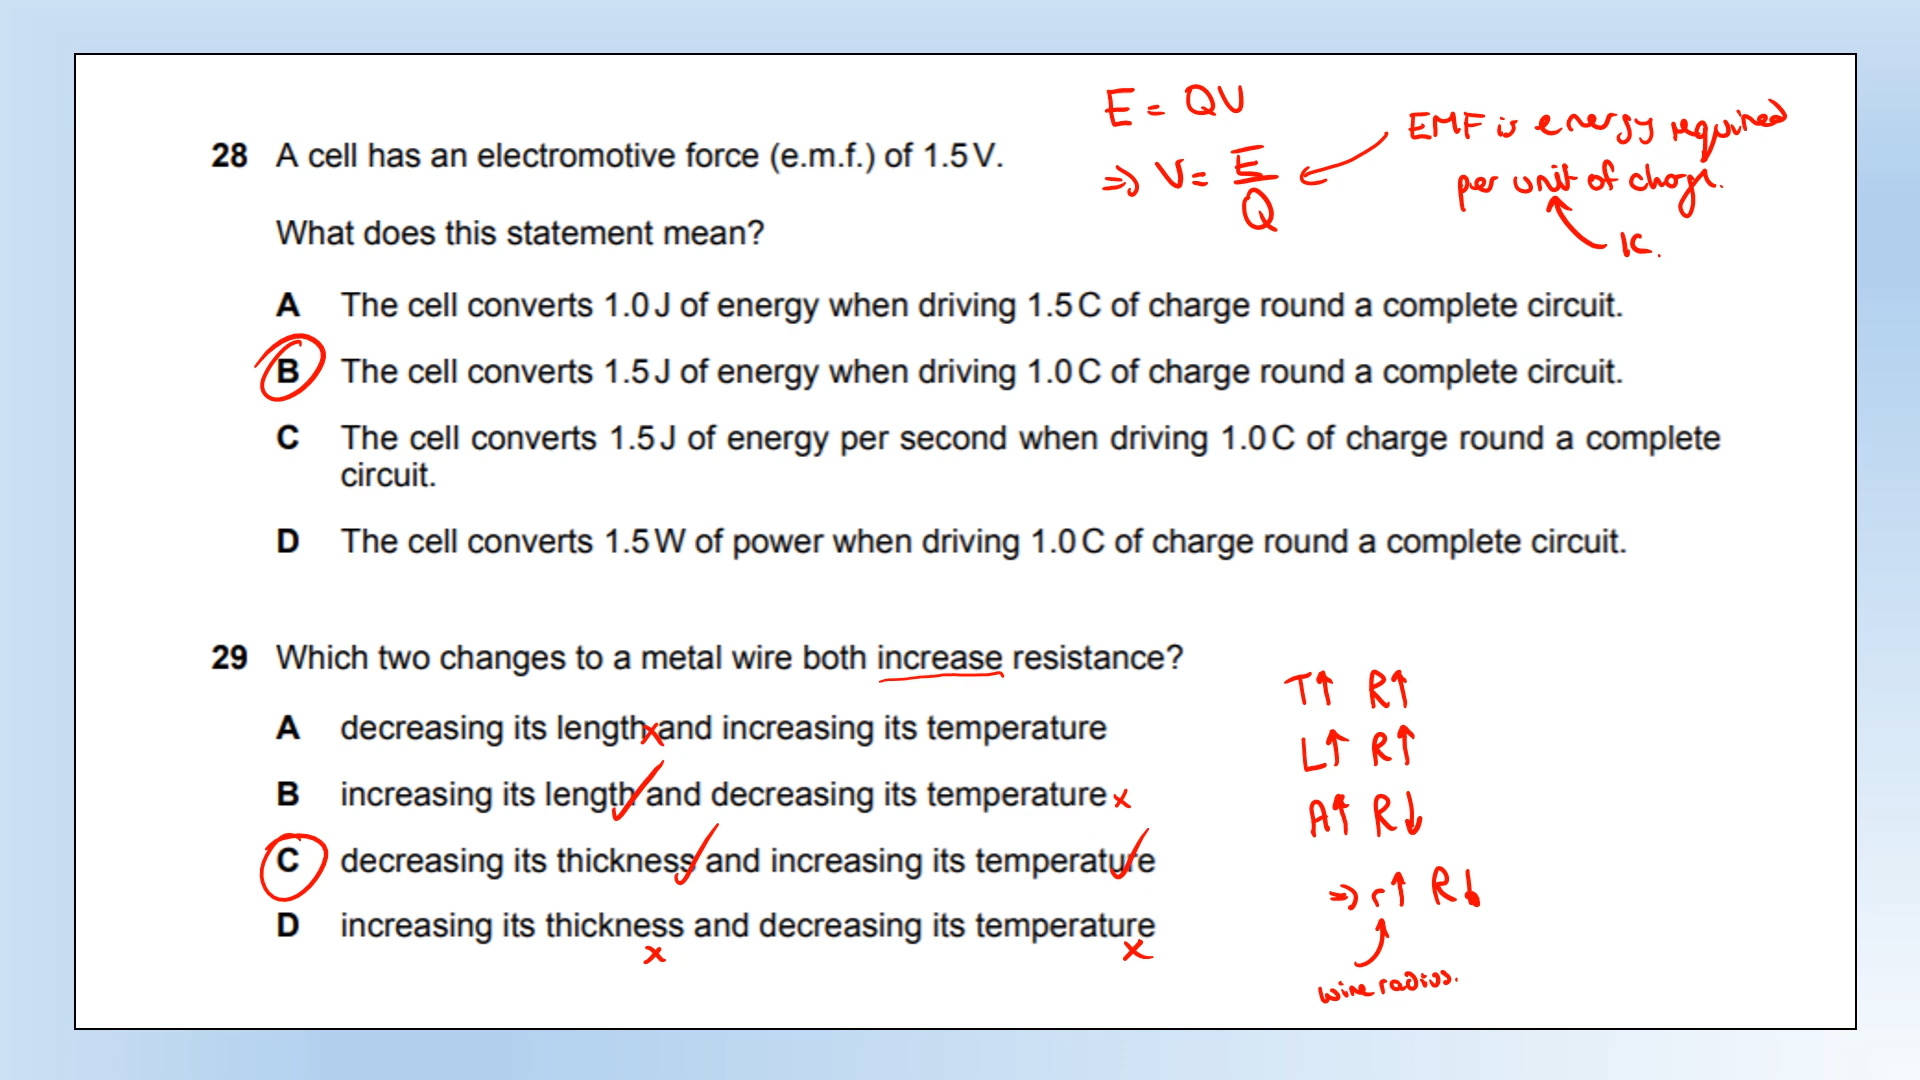 E = QV
28 A cell has an electromotive force (e.m.f.) of 1.5 V.
⇒ V = E/Q
EMF is energy required
per unit of charge.
1C.
What does this statement mean?
A The cell converts 1.0 J of energy when driving 1.5 C of charge round a complete circuit.
B The cell converts 1.5 J of energy when driving 1.0 C of charge round a complete circuit.
C The cell converts 1.5 J of energy per second when driving 1.0 C of charge round a complete
circuit.
D The cell converts 1.5 W of power when driving 1.0 C of charge round a complete circuit.
29 Which two changes to a metal wire both increase resistance?
A decreasing its length x and increasing its temperature
B increasing its length ✓ and decreasing its temperature x
C decreasing its thickness ✓ and increasing its temperature ✓
D increasing its thickness and decreasing its temperature
x x
T↑ R↑
L↑ R↑
A↑ R↓
⇒ r↑ R↓
wire radius.